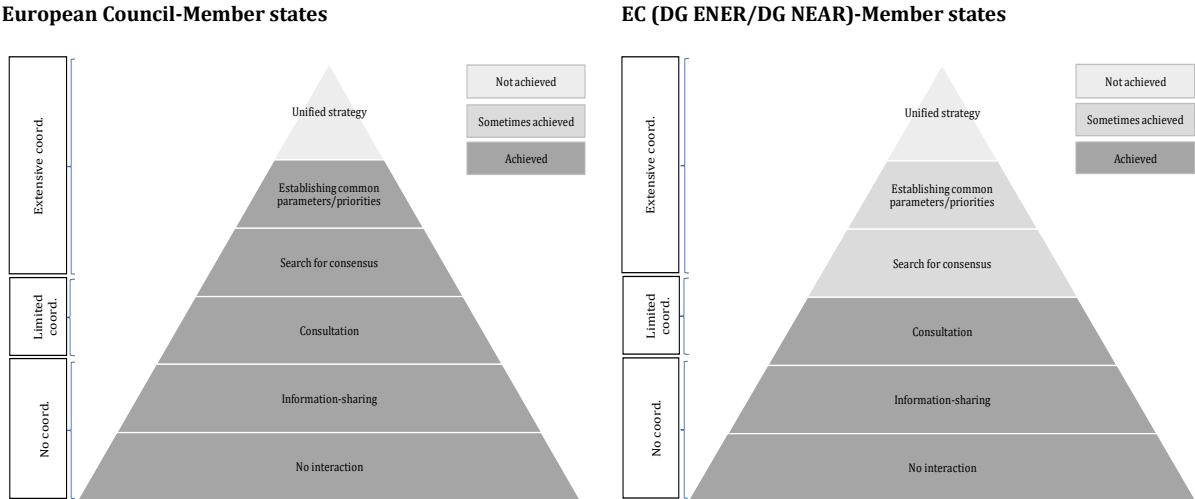 European Council-Member states
Extensive coord.
Limited
coord.
No coord.
Unified strategy
Establishing common
parameters/priorities
Search for consensus
Consultation
Information-sharing
No interaction
Not achieved
Sometimes achieved
Achieved
EC (DG ENER/DG NEAR)-Member states
Extensive coord.
Limited
coord.
No coord.
Unified strategy
Establishing common
parameters/priorities
Search for consensus
Consultation
Information-sharing
No interaction
Not achieved
Sometimes achieved
Achieved